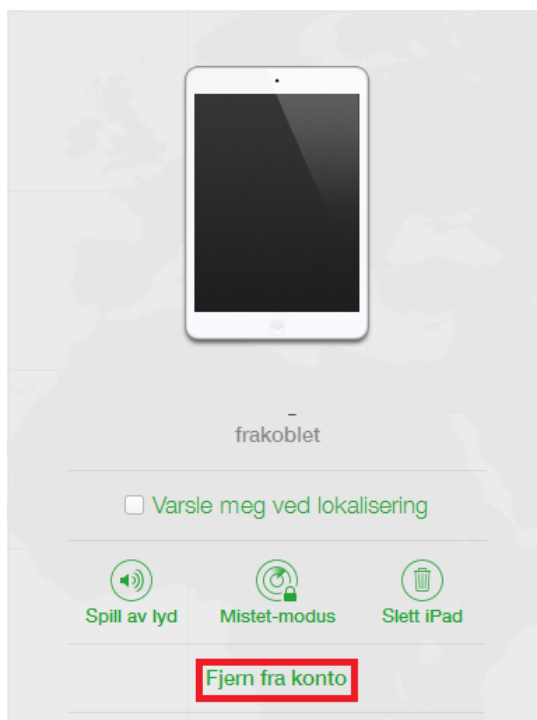 frakoblet
Varsle meg ved lokalisering
Spill av lyd
Mistet-modus
Slett iPad
Fjern fra konto